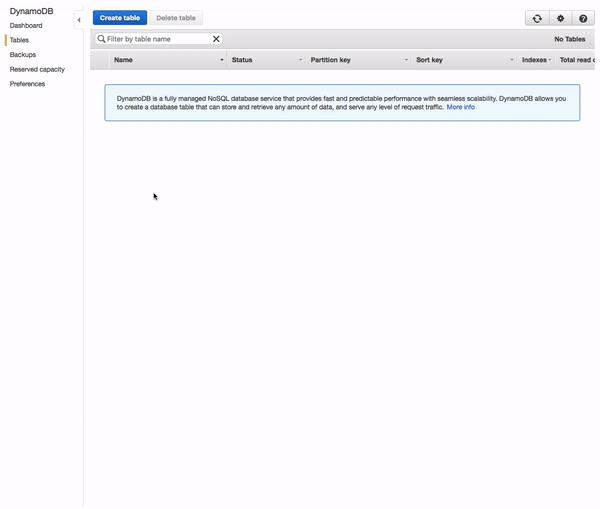 DynamoDB
Dashboard
Tables
Backups
Reserved capacity
Preferences
Create table
Delete table
Filter by table name
No Tables
Name Status Partition key Sort key Indexes Total read c
DynamoDB is a fully managed NoSQL database service that provides fast and predictable performance with seamless scalability. DynamoDB allows you
to create a database table that can store and retrieve any amount of data, and serve any level of request traffic. More info